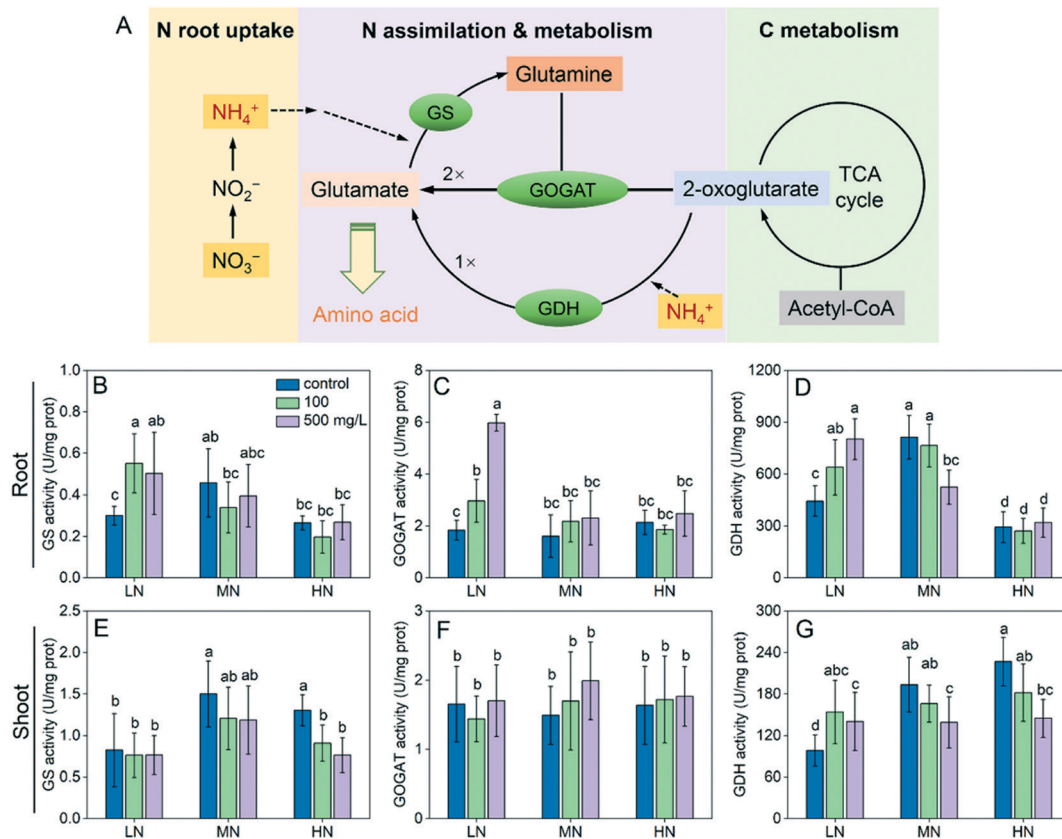 A
N root uptake
N assimilation & metabolism
C metabolism
Glutamine
NH₄⁺
GS
NO₂⁻
Glutamate
2×
GOGAT
2-oxoglutarate
TCA
cycle
NO₃⁻
1×
Amino acid
GDH
NH₄⁺
Acetyl-CoA
Root
B
control
100
500 mg/L
GS activity (U/mg prot)
1.0
0.8
0.6
0.4
0.2
0.0
c a ab
ab bc abc
bc bc bc
LN MN HN
C
GOGAT activity (U/mg prot)
8
6
4
2
0
c b a
bc bc bc
bc bc bc
LN MN HN
D
GDH activity (U/mg prot)
1200
900
600
300
0
c ab a
a a bc
d d d
LN MN HN
Shoot
E
GS activity (U/mg prot)
2.5
2.0
1.5
1.0
0.5
0.0
b b b
a ab ab
a b b
LN MN HN
F
GOGAT activity (U/mg prot)
3
2
1
0
b b b
b b b
b b b
LN MN HN
G
GDH activity (U/mg prot)
300
240
180
120
60
0
d abc c
ab ab c
a ab bc
LN MN HN